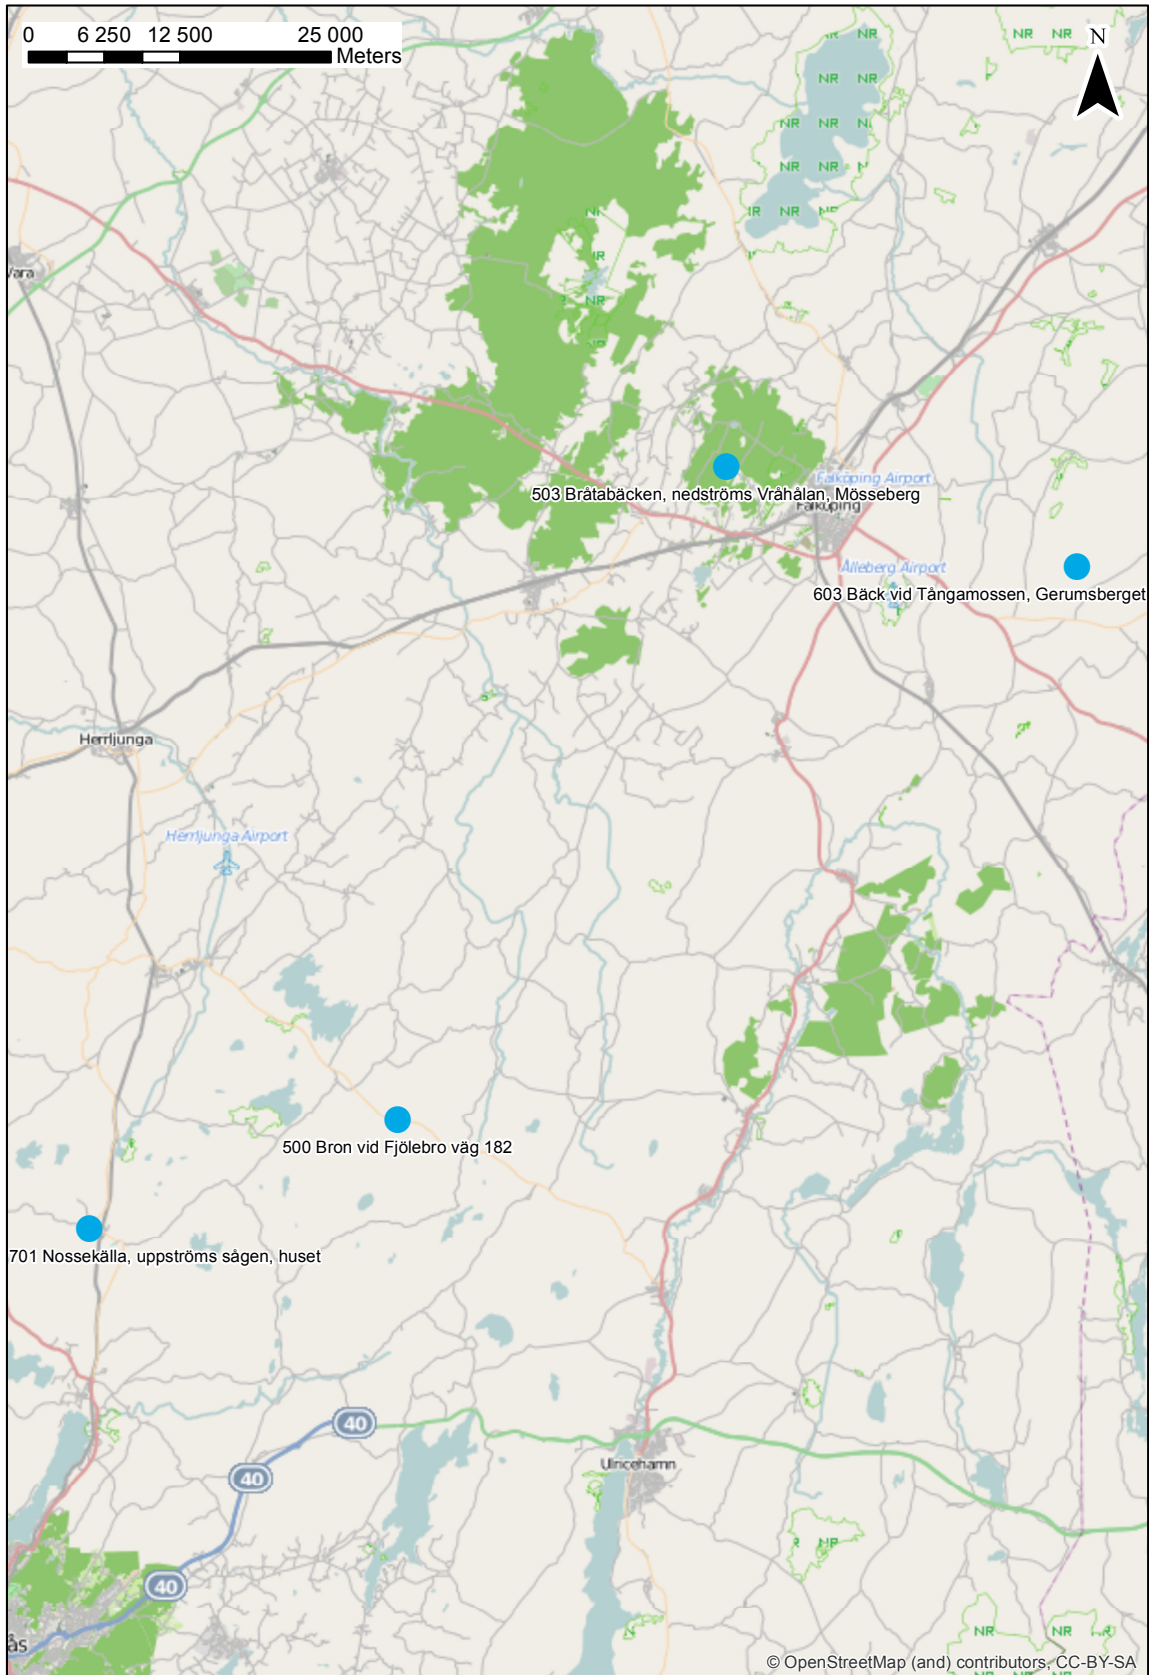 0 6 250 12 500 25 000
Meters
N
NR NR NR
NR NR
NR
NR NR
NR
NR
NR
Vara
NR
503 Bråtabäcken, nedströms Vråhålan, Mösseberg
Falköping Airport
Falköping
Ålleberg Airport
603 Bäck vid Tångamossen, Gerumsberget
Herrljunga
Herrljunga Airport
500 Bron vid Fjölebro väg 182
701 Nossekälla, uppströms sågen, huset
40
40
Ulricehamn
40
NR NR
ås
© OpenStreetMap (and) contributors, CC-BY-SA